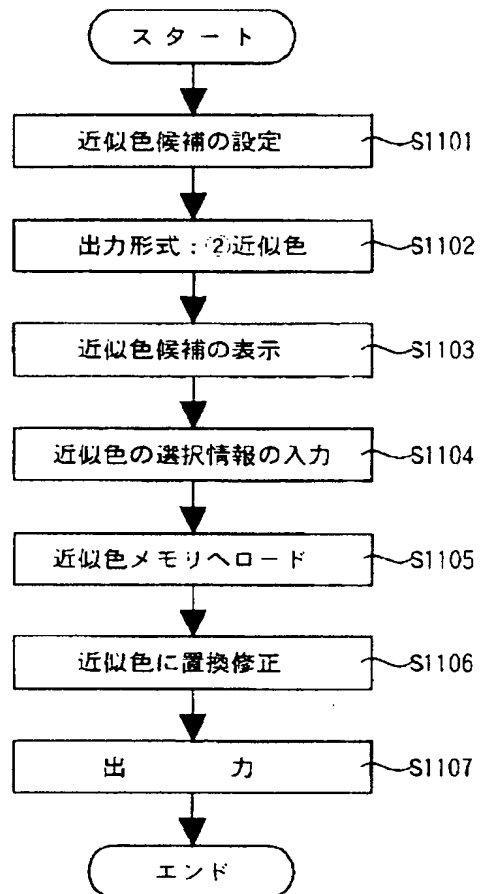 スタート
近似色候補の設定 S1101
出力形式：②近似色 S1102
近似色候補の表示 S1103
近似色の選択情報の入力 S1104
近似色メモリへロード S1105
近似色に置換修正 S1106
出力 S1107
エンド